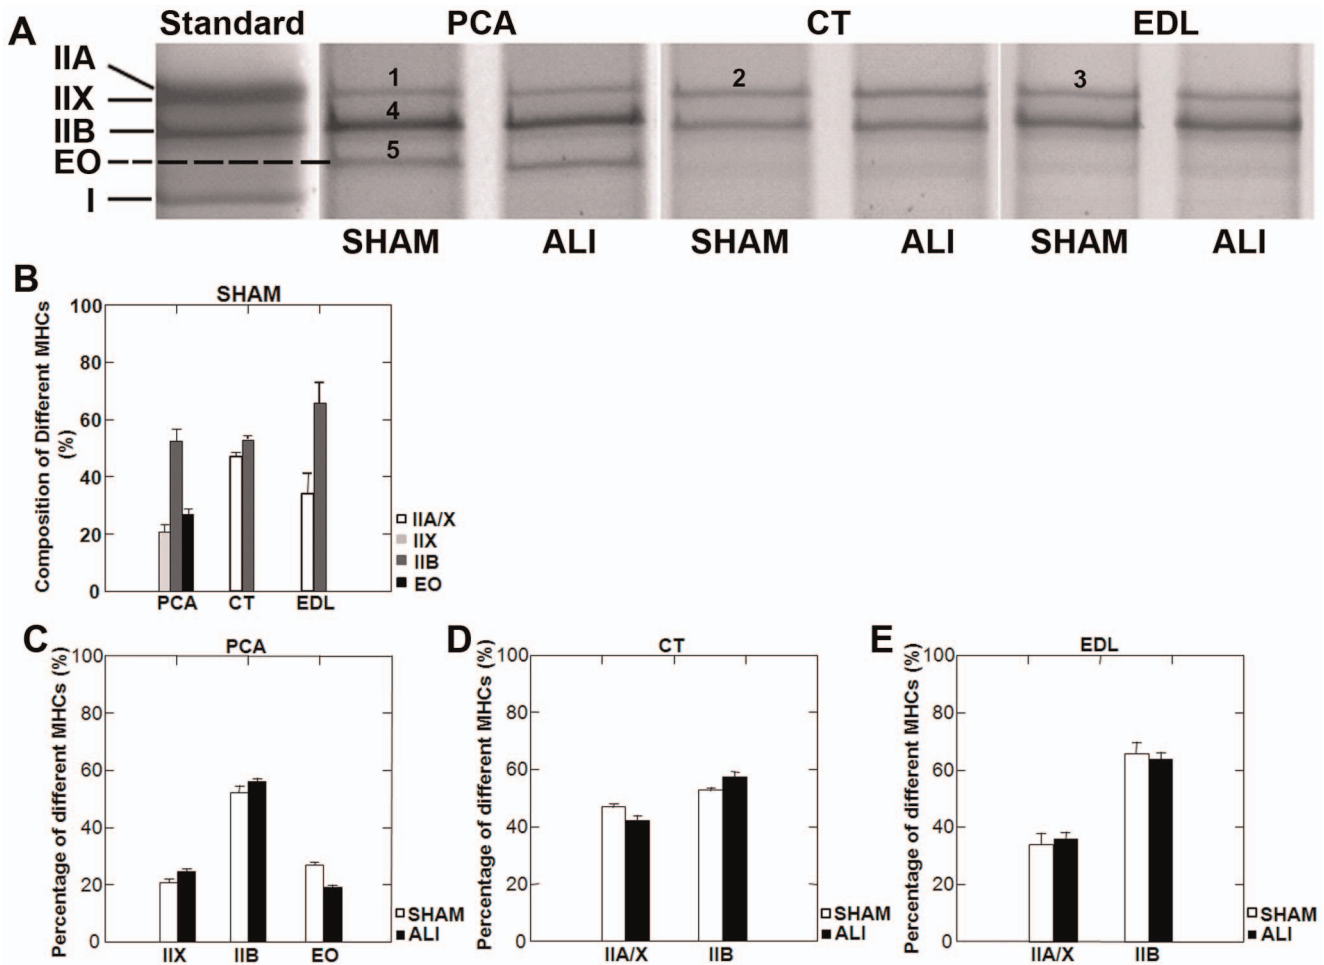 A
Standard PCA CT EDL
IIA
IIX
IIB
EO
I
1 2 3
4
5
SHAM ALI SHAM ALI SHAM ALI
B
SHAM
Composition of Different MHCs
(%)
100
80
60
40
20
0
PCA CT EDL
IIA/X
IIX
IIB
EO
C
PCA
Percentage of different MHCs (%)
100
80
60
40
20
0
IIX IIB EO
SHAM
ALI
D
CT
Percentage of different MHCs (%)
100
80
60
40
20
0
IIA/X IIB
SHAM
ALI
E
EDL
Percentage of different MHCs (%)
100
80
60
40
20
0
IIA/X IIB
SHAM
ALI